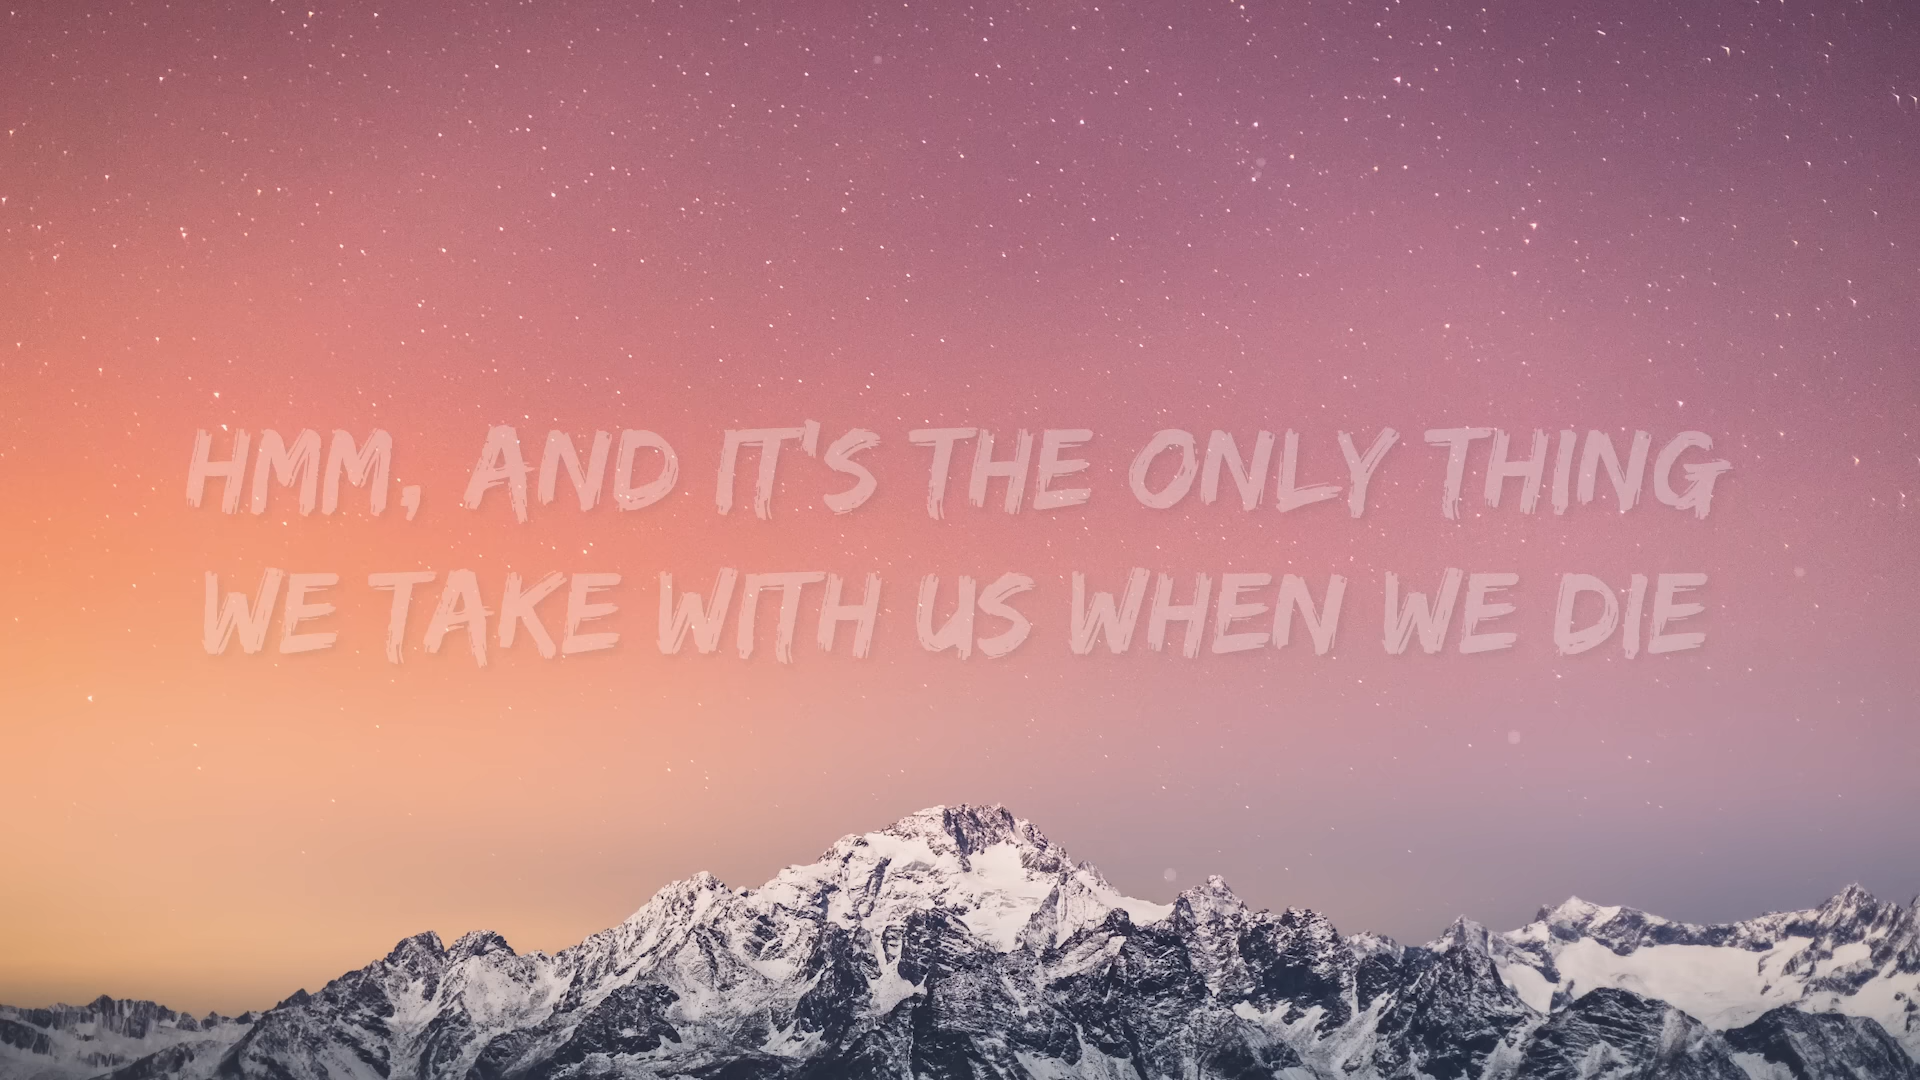 HMM, AND IT'S THE ONLY THING
WE TAKE WITH US WHEN WE DIE